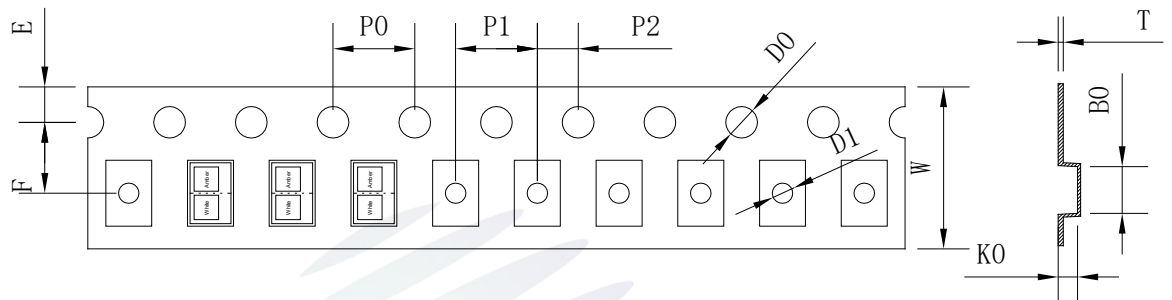 E
P0
P1
P2
D0
T
B0
D1
F
W
Amber
Amber
Amber
White
White
White
K0